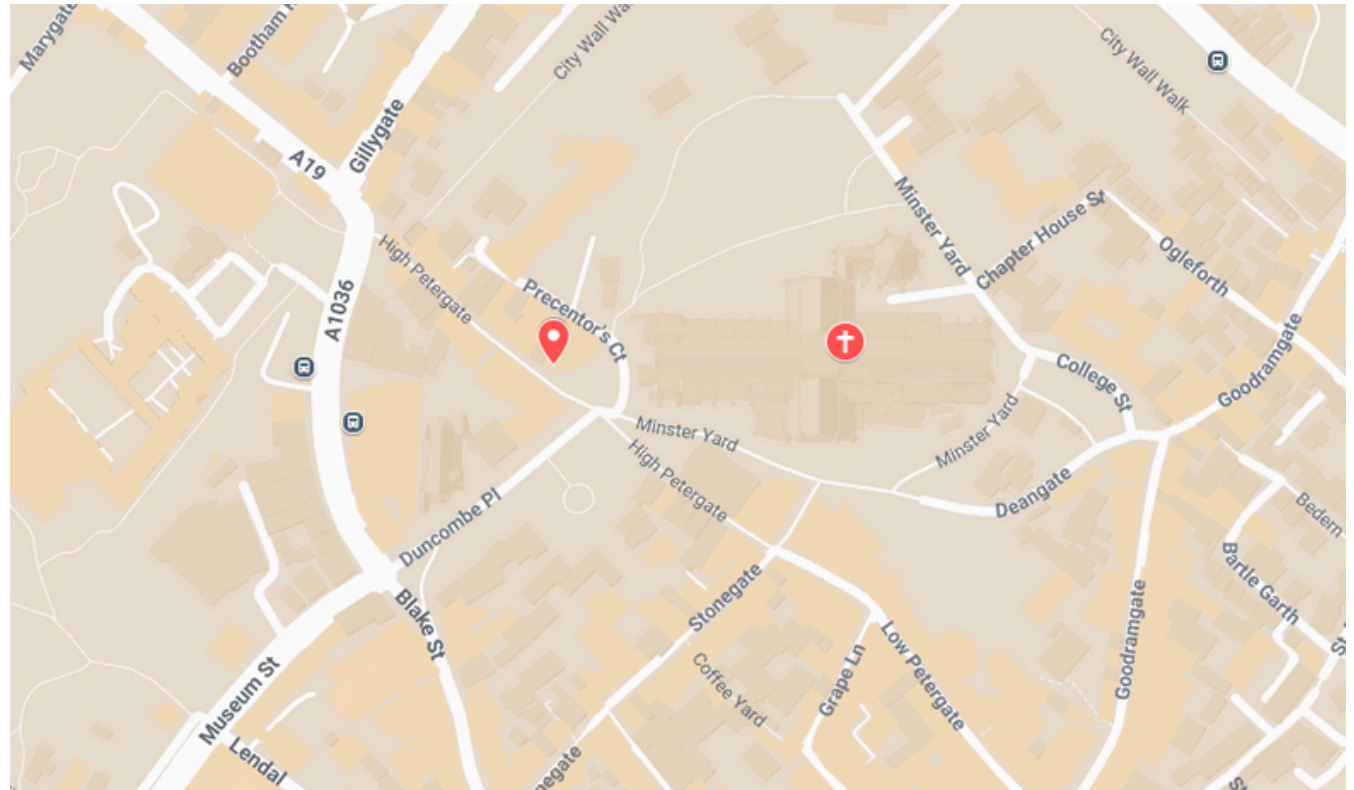 Marygate
Bootham
City Wall
City Wall Walk
A19
Gillygate
Minster Yard
Chapter House St
Ogleforth
High Petergate
A1036
Precentor's Ct
College St
Goodramgate
Minster Yard
Minster Yard
High Petergate
Deangate
Bedern
Duncombe Pl
Bartle Garth
Blake St
Stonegate
Low Petergate
Goodramgate
Coffee Yard
Grape Ln
Museum St
Lendal
negate